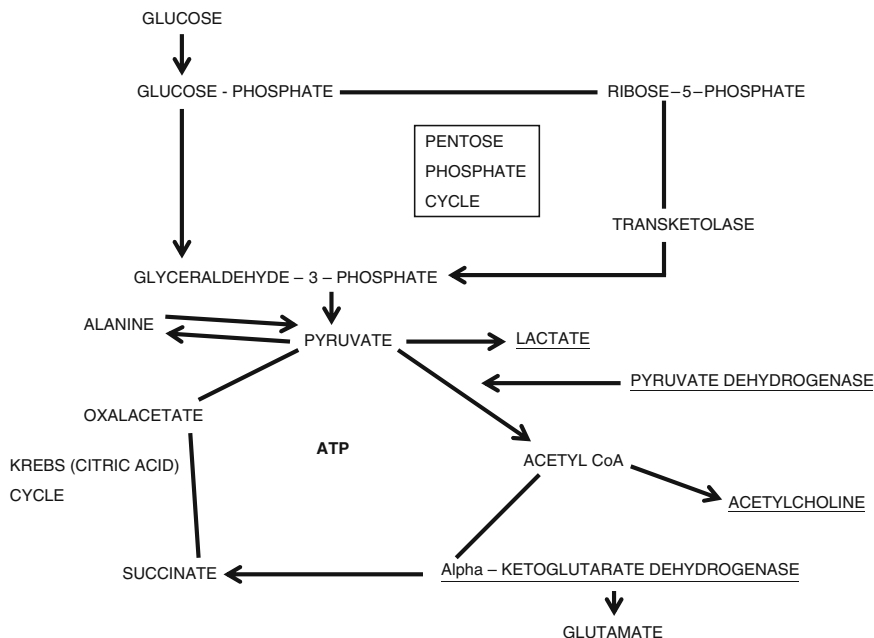 GLUCOSE
GLUCOSE - PHOSPHATE
RIBOSE–5–PHOSPHATE
PENTOSE
PHOSPHATE
CYCLE
TRANSKETOLASE
GLYCERALDEHYDE – 3 – PHOSPHATE
ALANINE
PYRUVATE
LACTATE
PYRUVATE DEHYDROGENASE
OXALACETATE
ATP
KREBS (CITRIC ACID)
CYCLE
ACETYL CoA
ACETYLCHOLINE
SUCCINATE
Alpha – KETOGLUTARATE DEHYDROGENASE
GLUTAMATE